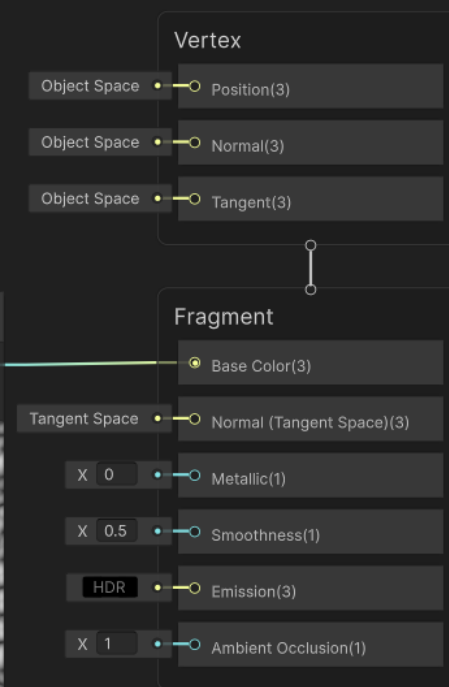 Vertex
Object Space Position(3)
Object Space Normal(3)
Object Space Tangent(3)
Fragment
Base Color(3)
Tangent Space Normal (Tangent Space)(3)
X 0 Metallic(1)
X 0.5 Smoothness(1)
HDR Emission(3)
X 1 Ambient Occlusion(1)